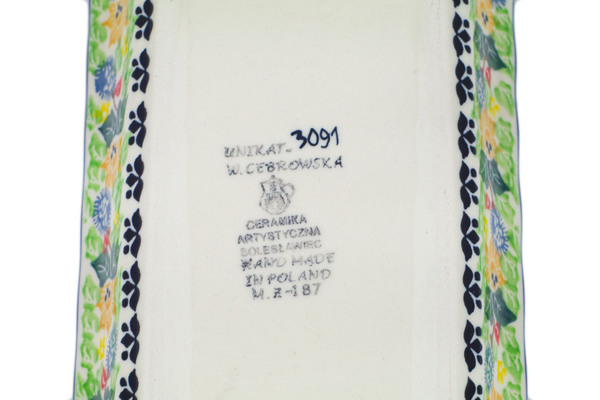 UNIKAT-3091
W.CEBROWSKA
CERAMIKA
ARTYSTYCZNA
BOLESŁAWIEC
HAND MADE
IN POLAND
M.Z-187